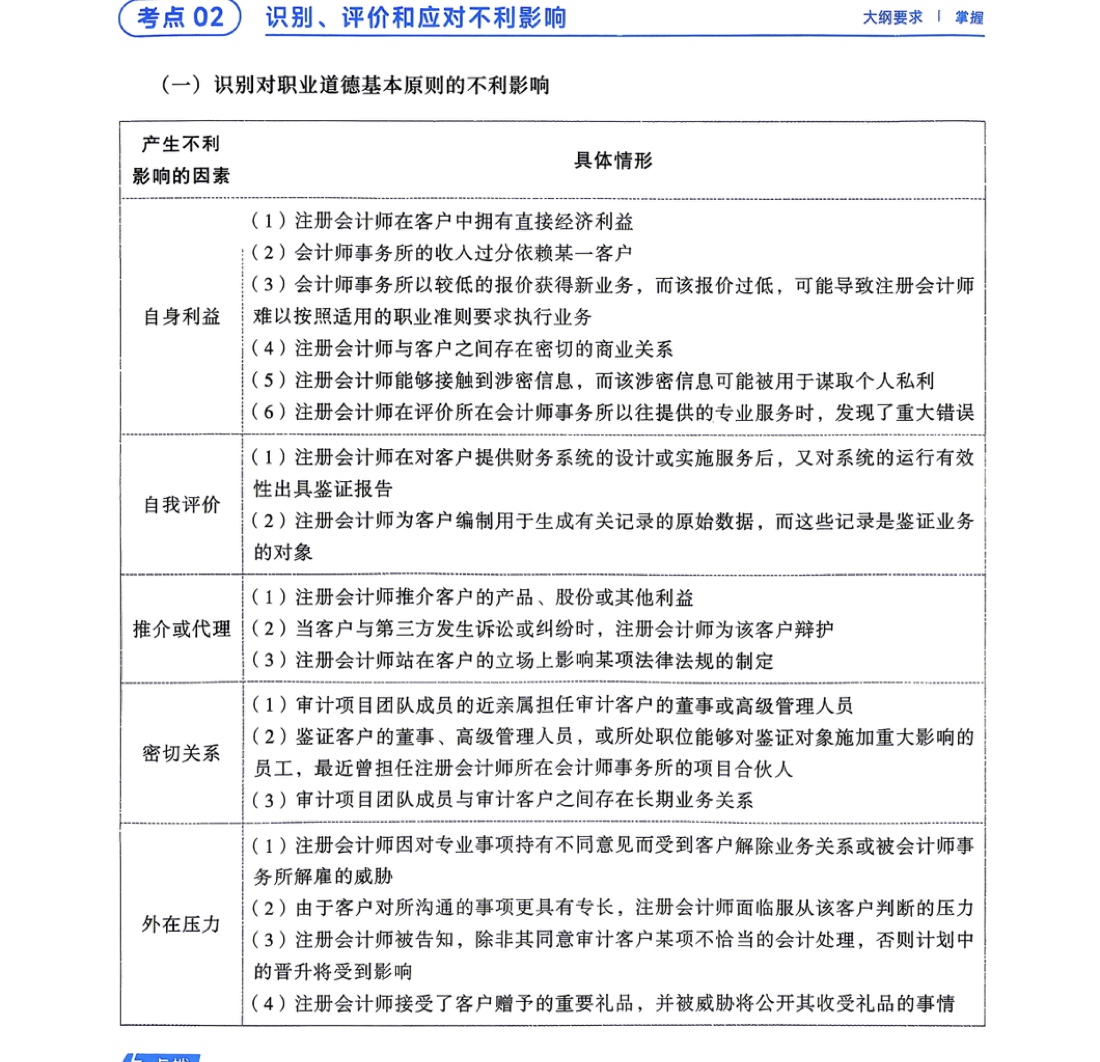 考点 02 识别、评价和应对不利影响 大纲要求 | 掌握
（一）识别对职业道德基本原则的不利影响
产生不利
影响的因素
具体情形
自身利益
（1）注册会计师在客户中拥有直接经济利益
（2）会计师事务所的收人过分依赖某一客户
（3）会计师事务所以较低的报价获得新业务，而该报价过低，可能导致注册会计师
难以按照适用的职业准则要求执行业务
（4）注册会计师与客户之间存在密切的商业关系
（5）注册会计师能够接触到涉密信息，而该涉密信息可能被用于谋取个人私利
（6）注册会计师在评价所在会计师事务所以往提供的专业服务时，发现了重大错误
自我评价
（1）注册会计师在对客户提供财务系统的设计或实施服务后，又对系统的运行有效
性出具鉴证报告
（2）注册会计师为客户编制用于生成有关记录的原始数据，而这些记录是鉴证业务
的对象
推介或代理
（1）注册会计师推介客户的产品、股份或其他利益
（2）当客户与第三方发生诉讼或纠纷时，注册会计师为该客户辩护
（3）注册会计师站在客户的立场上影响某项法律法规的制定
密切关系
（1）审计项目团队成员的近亲属担任审计客户的董事或高级管理人员
（2）鉴证客户的董事、高级管理人员，或所处职位能够对鉴证对象施加重大影响的
员工，最近曾担任注册会计师所在会计师事务所的项目合伙人
（3）审计项目团队成员与审计客户之间存在长期业务关系
外在压力
（1）注册会计师因对专业事项持有不同意见而受到客户解除业务关系或被会计师事
务所解雇的威胁
（2）由于客户对所沟通的事项更具有专长，注册会计师面临服从该客户判断的压力
（3）注册会计师被告知，除非其同意审计客户某项不恰当的会计处理，否则计划中
的晋升将受到影响
（4）注册会计师接受了客户赠予的重要礼品，并被威胁将公开其收受礼品的事情